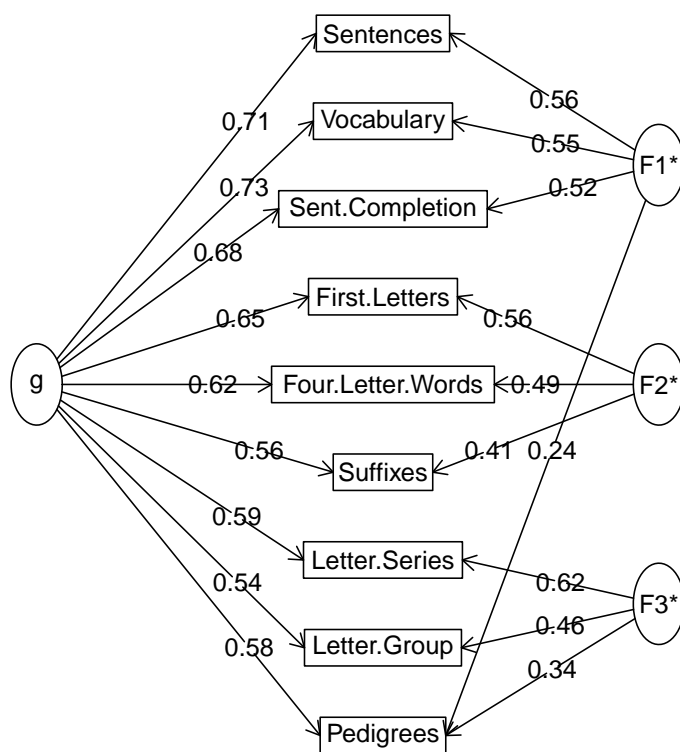 Sentences
0.56
0.71
Vocabulary
0.55
F1*
0.73
Sent.Completion
0.52
0.68
First.Letters
0.65
0.56
g
0.62
Four.Letter.Words
0.49
F2*
0.56
Suffixes
0.41
0.24
0.59
Letter.Series
0.62
0.54
F3*
0.46
0.58
Letter.Group
0.34
Pedigrees